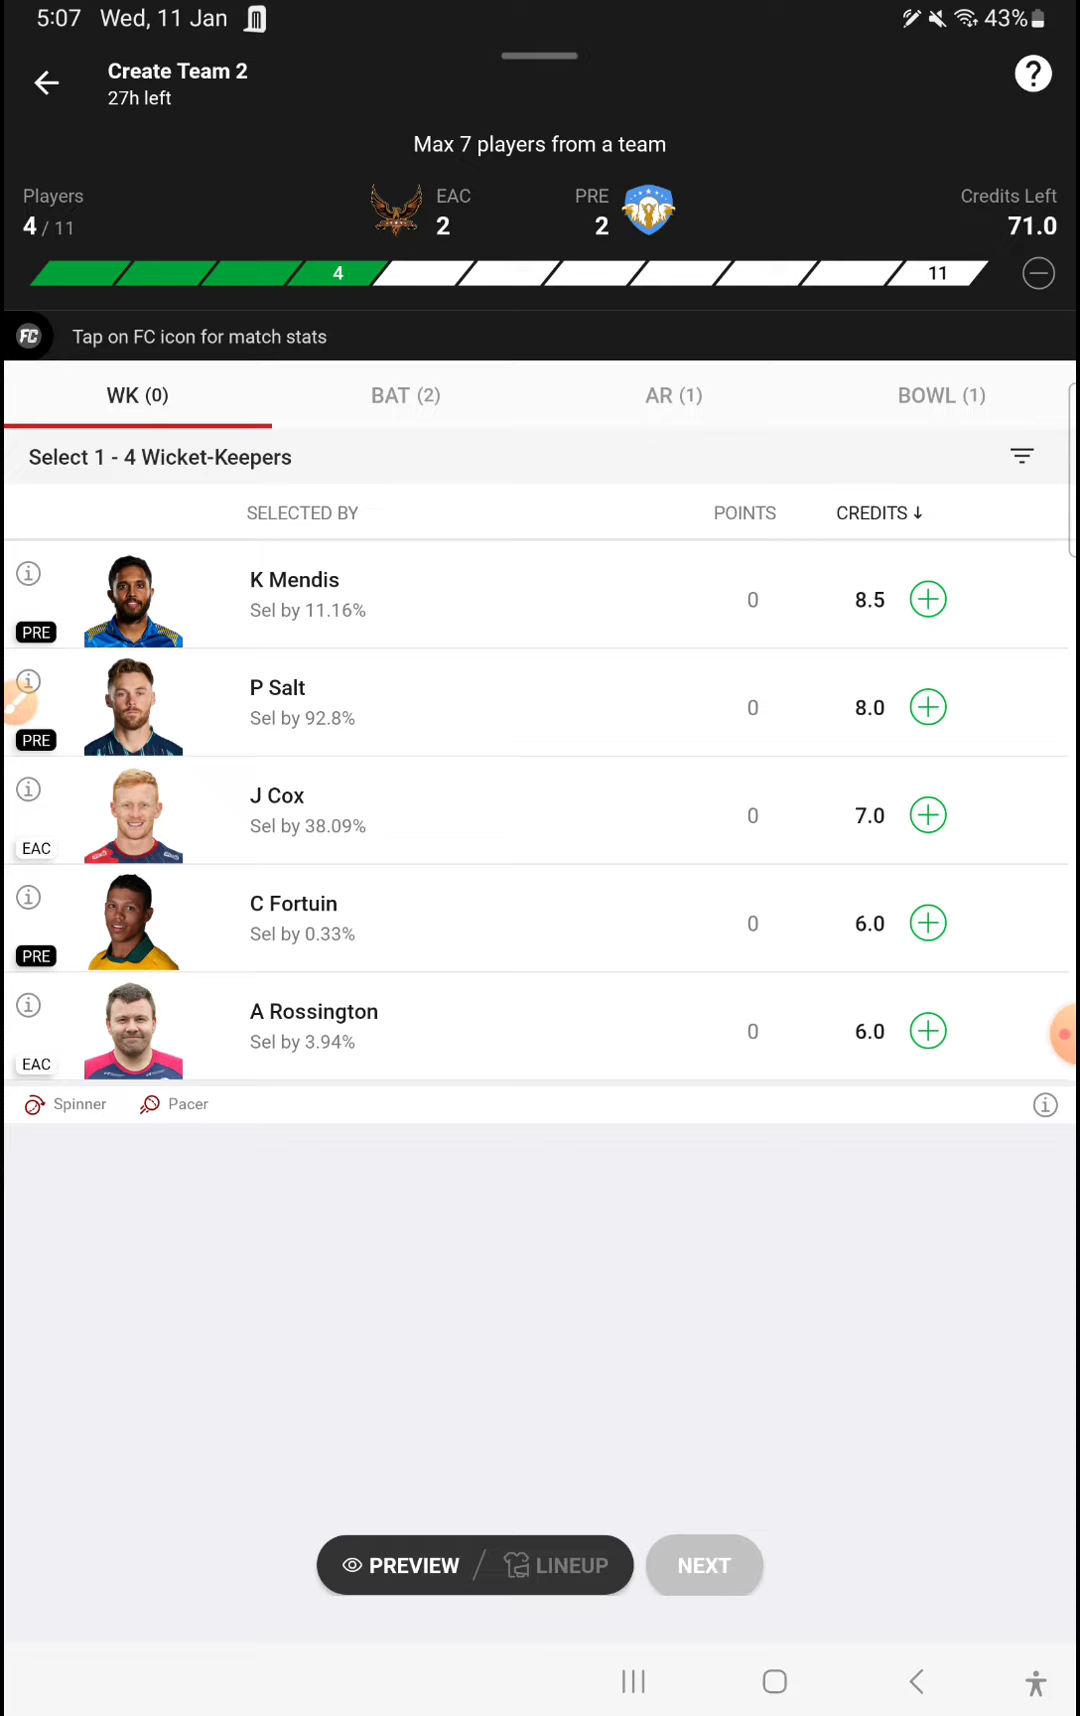 5:07 Wed, 11 Jan 43%
Create Team 2
27h left
Max 7 players from a team
Players EAC PRE Credits Left
4 / 11 2 2 71.0
4 11
FC Tap on FC icon for match stats
WK (0) BAT (2) AR (1) BOWL (1)
Select 1 - 4 Wicket-Keepers
SELECTED BY POINTS CREDITS ↓
K Mendis
Sel by 11.16% 0 8.5
PRE
P Salt
Sel by 92.8% 0 8.0
PRE
J Cox
Sel by 38.09% 0 7.0
EAC
C Fortuin
Sel by 0.33% 0 6.0
PRE
A Rossington
Sel by 3.94% 0 6.0
EAC
Spinner Pacer
PREVIEW / LINEUP NEXT